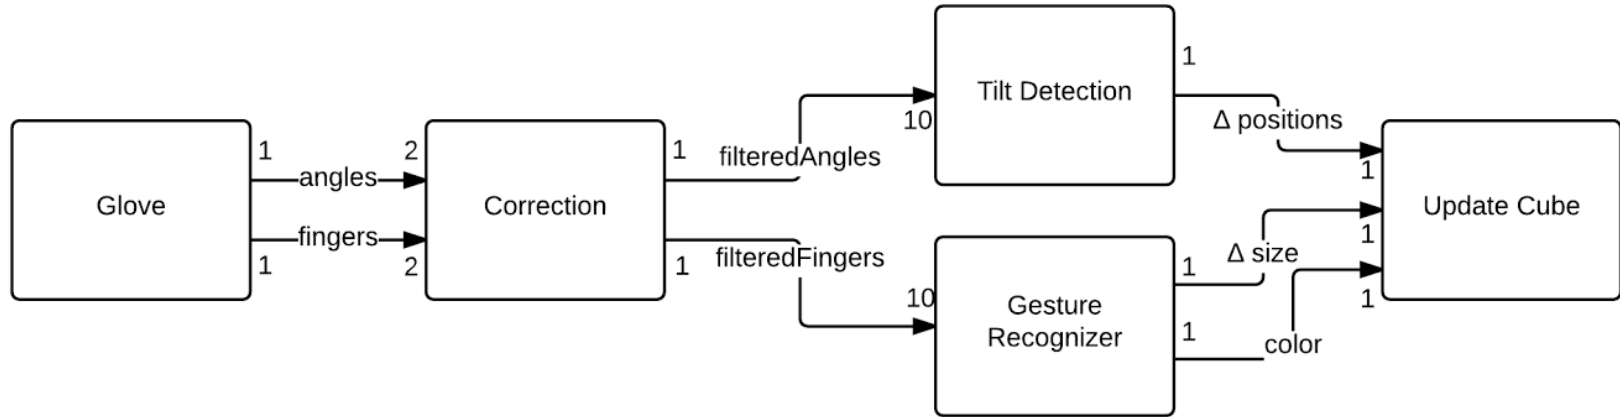 Glove
1
angles
2
fingers
1
2
Correction
1
filteredAngles
10
1
filteredFingers
10
Tilt Detection
1
Δ positions
1
Gesture
Recognizer
1
Δ size
1
1
color
1
Update Cube